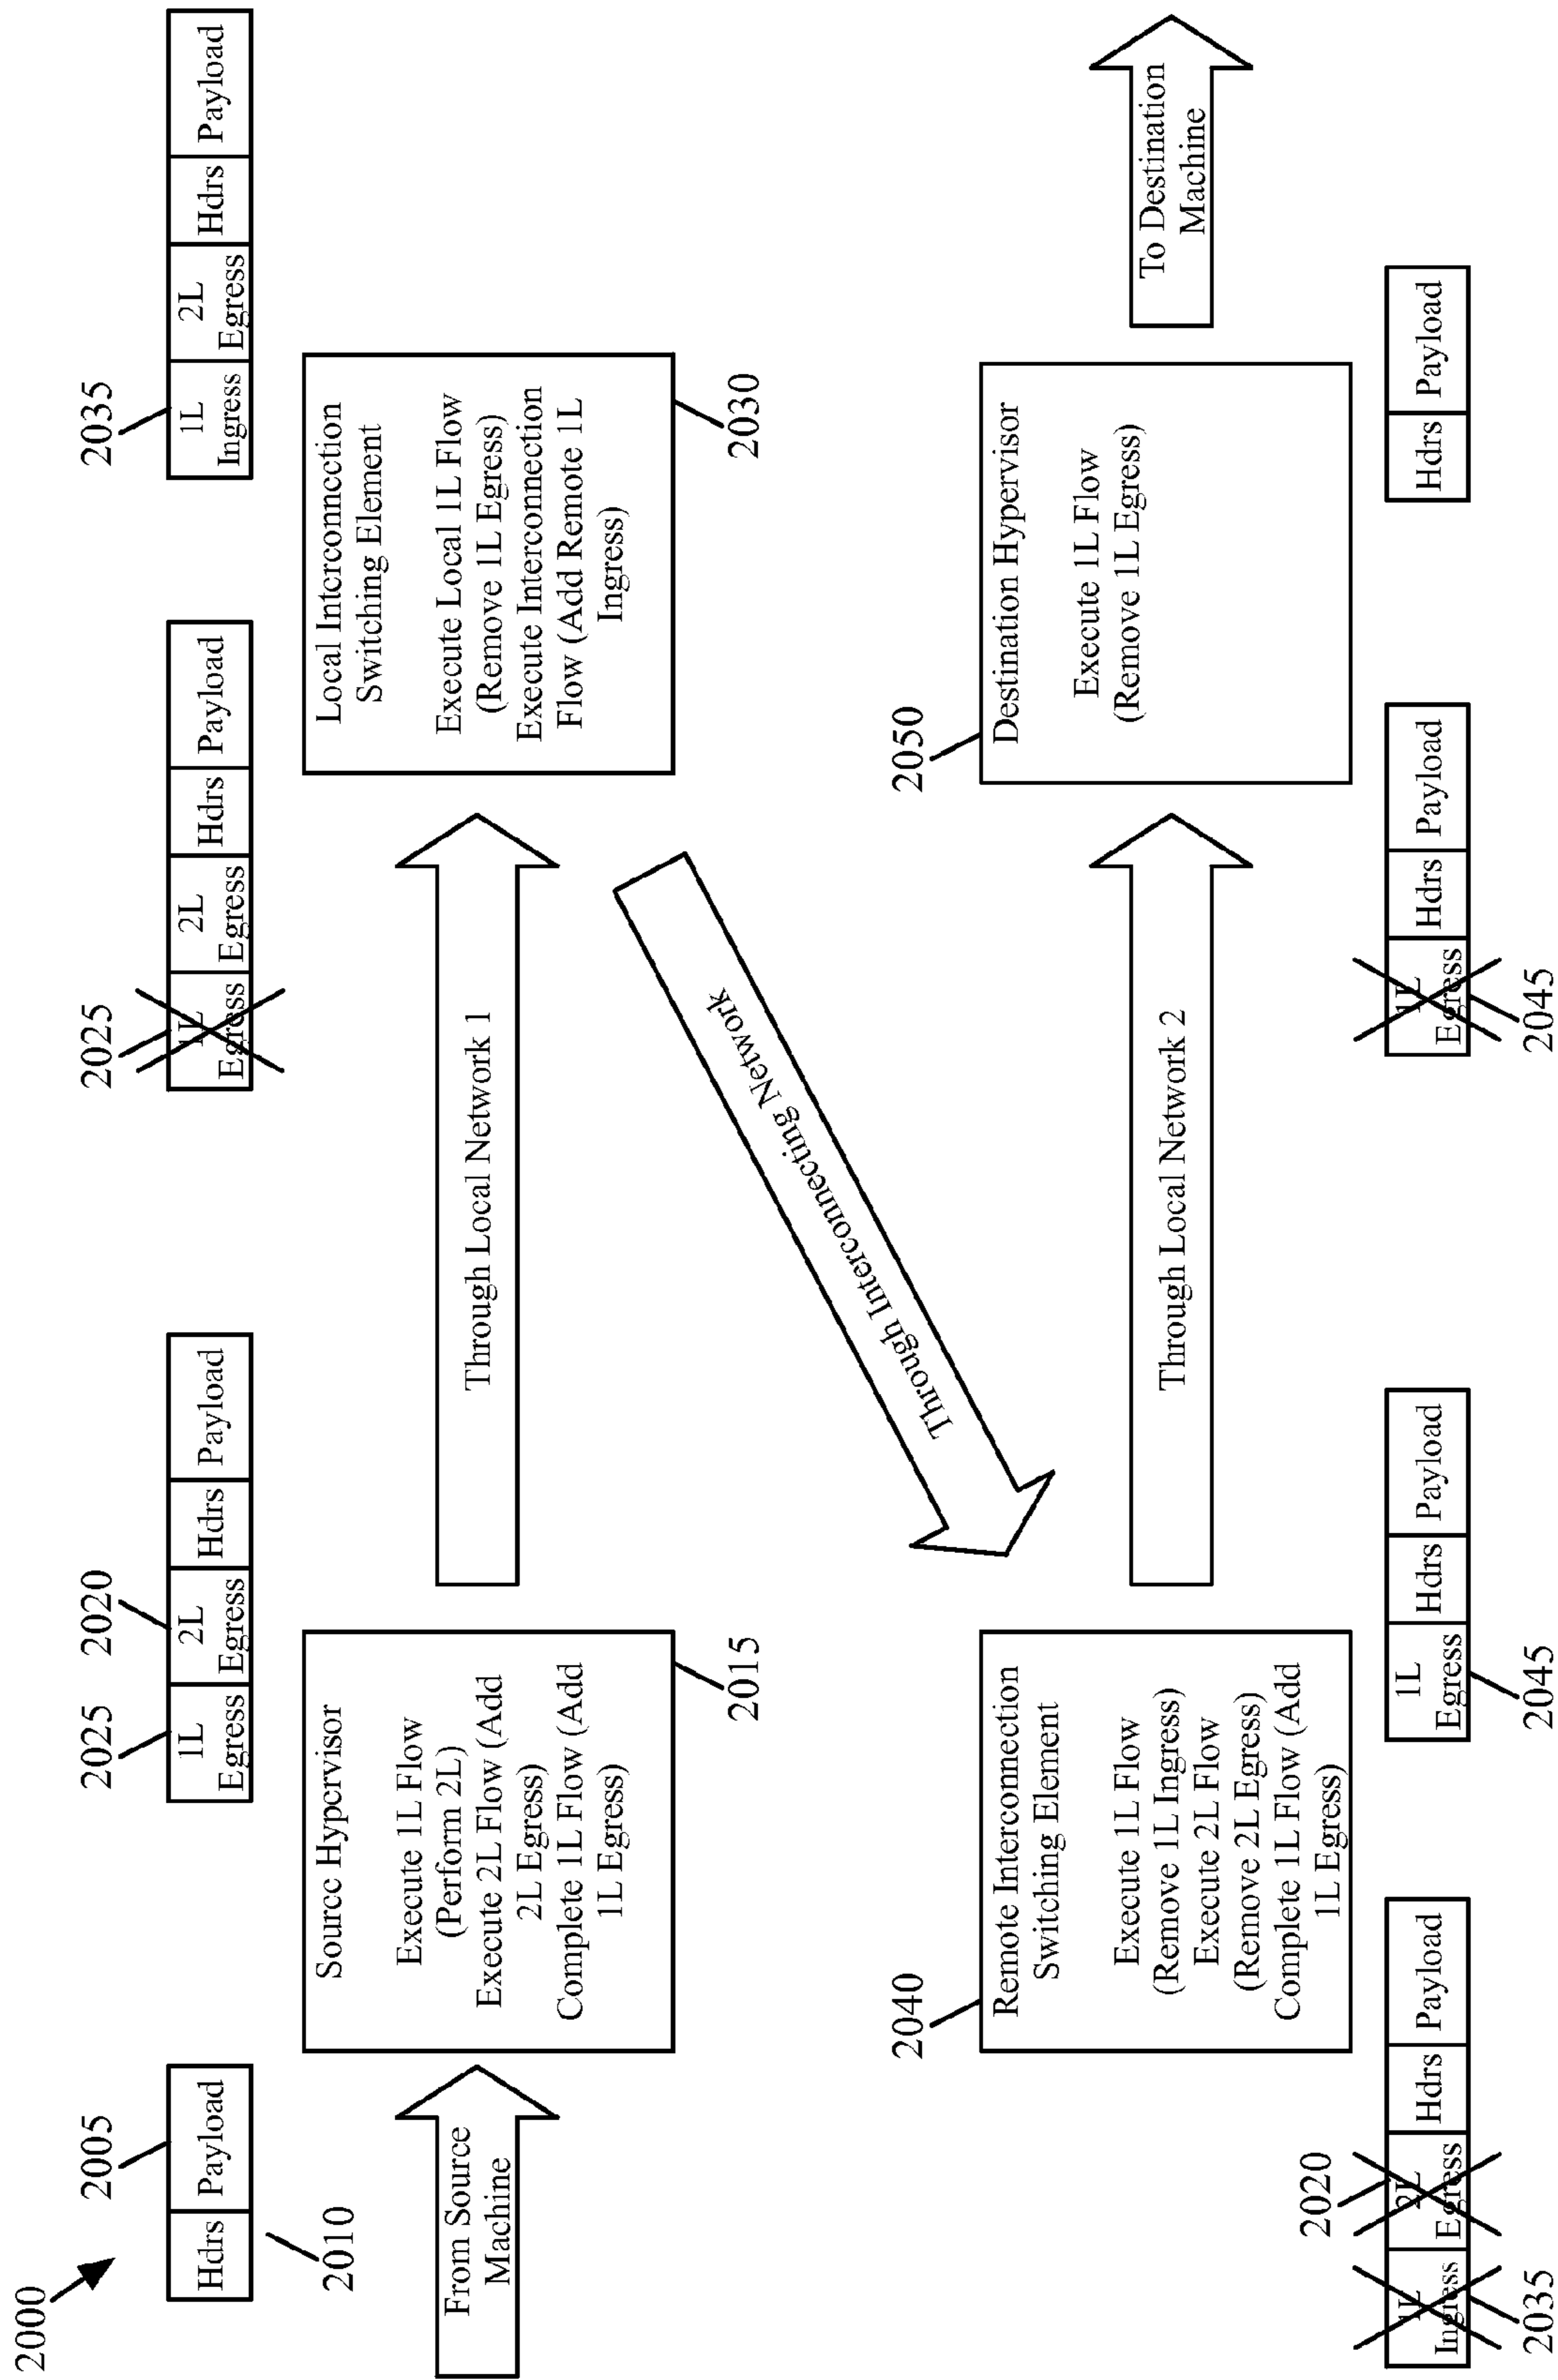 2000
2005
Hdrs Payload
2010
2025
2020
1L Egress
2L Egress
Hdrs
Payload
2025
1L Egress
2L Egress
Hdrs
Payload
2035
1L Ingress
2L Egress
Hdrs
Payload
From Source
Machine
Source Hypervisor
Execute 1L Flow
(Perform 2L)
Execute 2L Flow (Add
2L Egress)
Complete 1L Flow (Add
1L Egress)
2015
Through Local Network 1
Local Interconnection
Switching Element
Execute Local 1L Flow
(Remove 1L Egress)
Execute Interconnection
Flow (Add Remote 1L
Ingress)
2030
Through Interconnecting Network
2040
Remote Interconnection
Switching Element
Execute 1L Flow
(Remove 1L Ingress)
Execute 2L Flow
(Remove 2L Egress)
Complete 1L Flow (Add
1L Egress)
Through Local Network 2
2050
Destination Hypervisor
Execute 1L Flow
(Remove 1L Egress)
To Destination
Machine
2020
1L Ingress
2L Egress
Hdrs
Payload
2035
1L Egress
Hdrs
Payload
2045
1L Egress
Hdrs
Payload
2045
Hdrs Payload